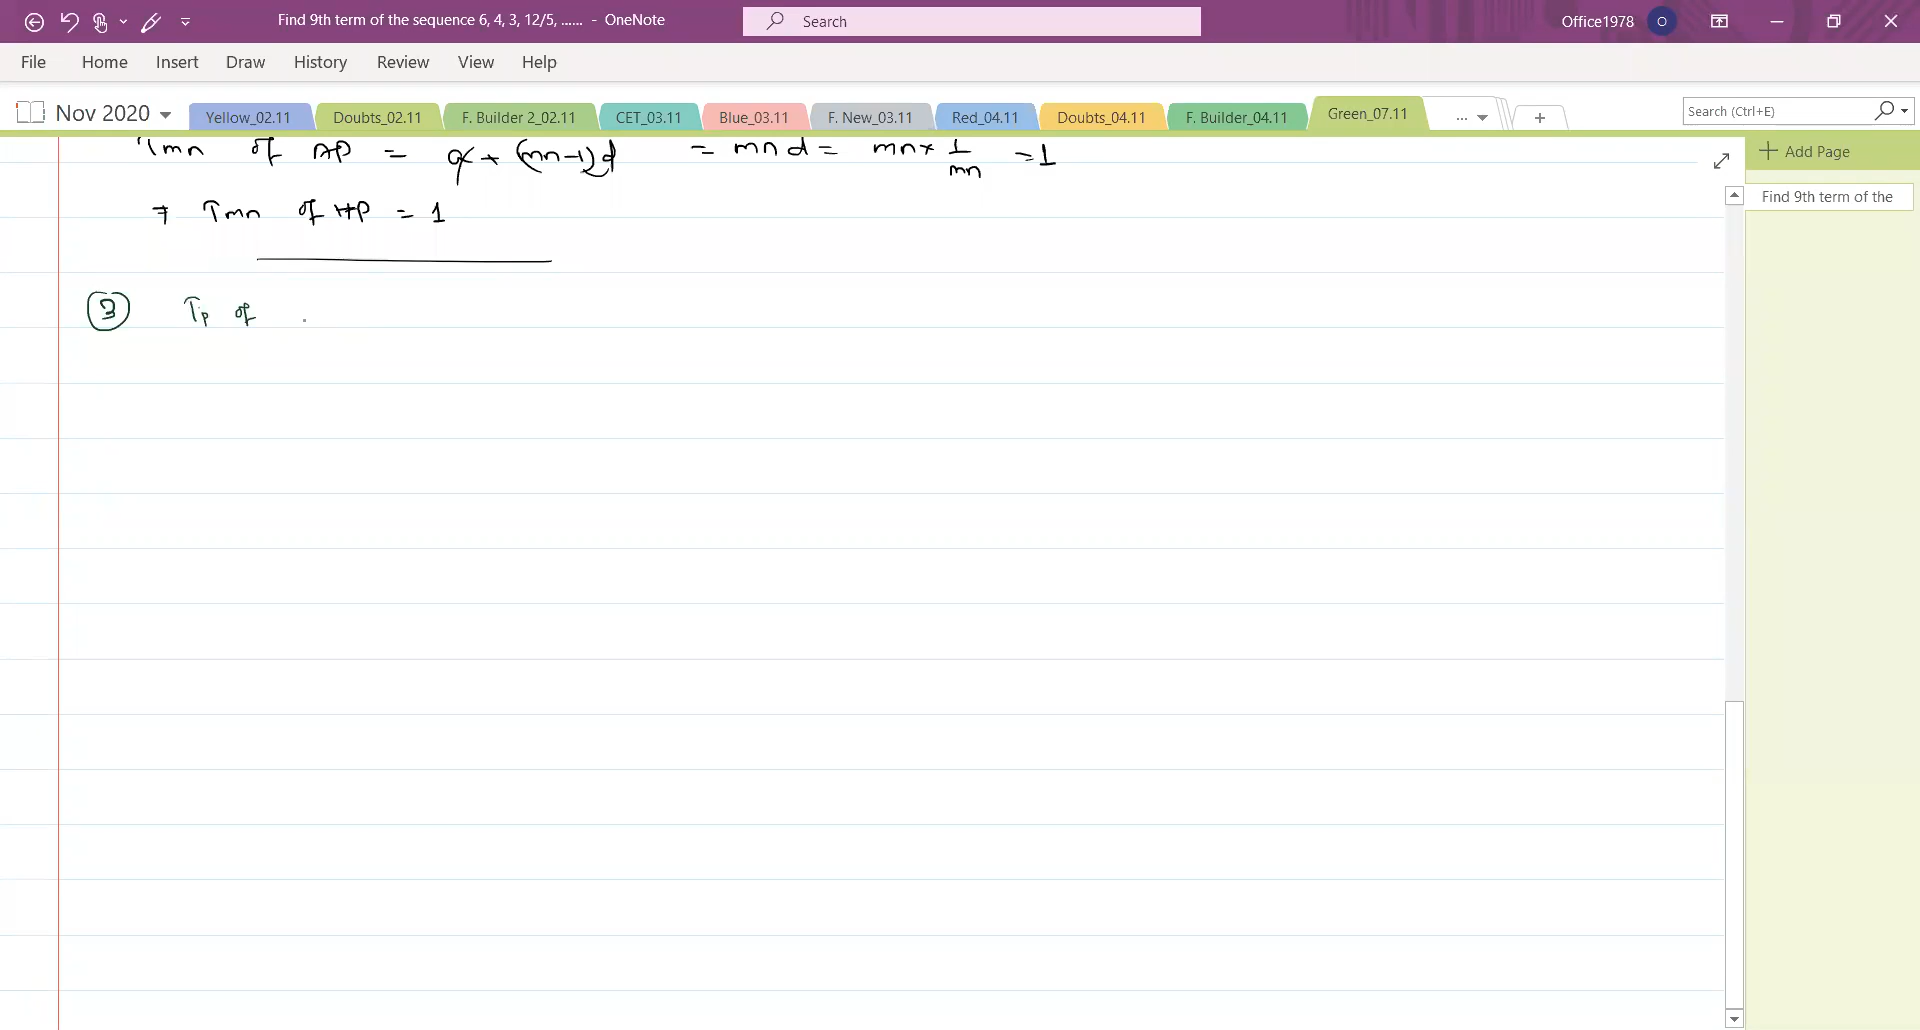 Find 9th term of the sequence 6, 4, 3, 12/5, ...... - OneNote
Search
Office1978 O
File Home Insert Draw History Review View Help
Nov 2020 Yellow_02.11 Doubts_02.11 F. Builder 2_02.11 CET_03.11 Blue_03.11 F. New_03.11 Red_04.11 Doubts_04.11 F. Builder_04.11 Green_07.11 ... + Search (Ctrl+E)
+ Add Page
Find 9th term of the
Tmn of AP = a + (mn-1)d = mnd = mn × 1/mn = 1
⇒ Tmn of HP = 1
3 Tp of